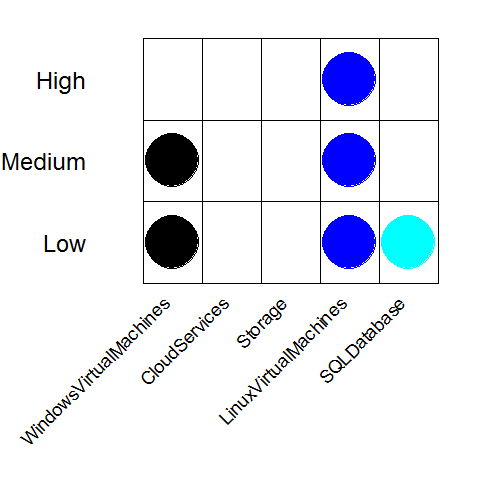 High
Medium
Low
WindowsVirtualMachines
CloudServices
Storage
LinuxVirtualMachines
SQLDatabase